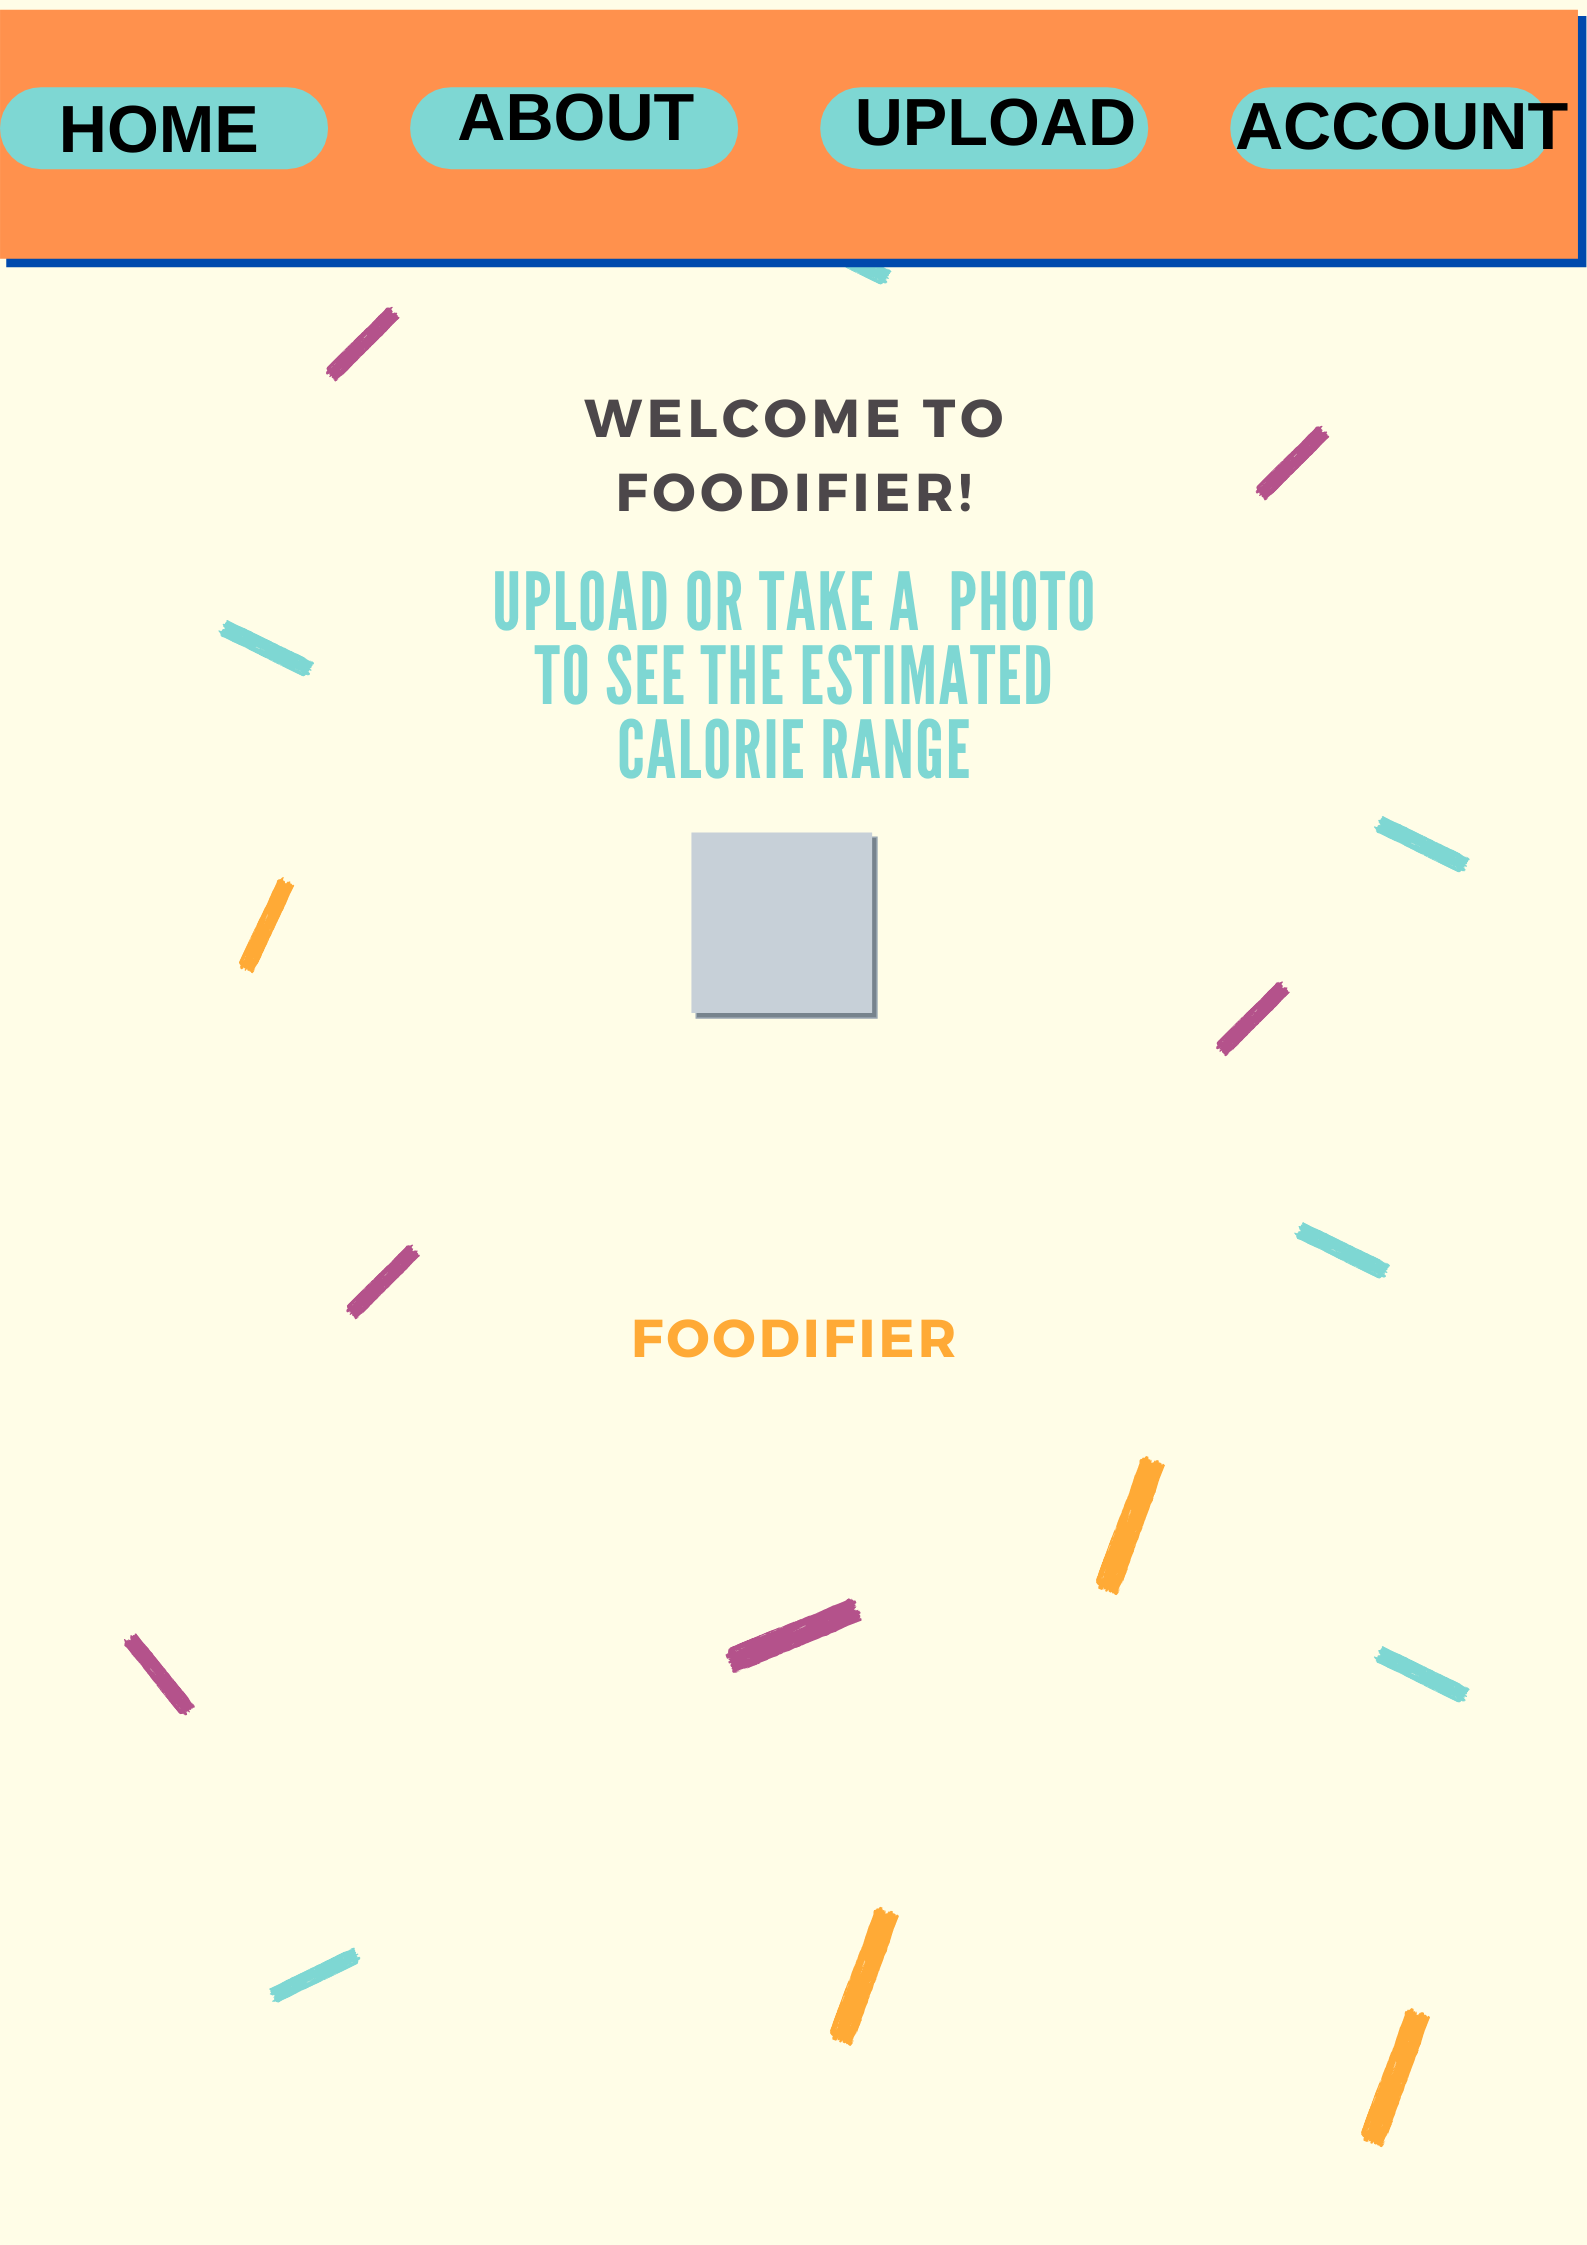 HOME ABOUT UPLOAD ACCOUNT
WELCOME TO
FOODIFIER!
UPLOAD OR TAKE A PHOTO
TO SEE THE ESTIMATED
CALORIE RANGE
FOODIFIER